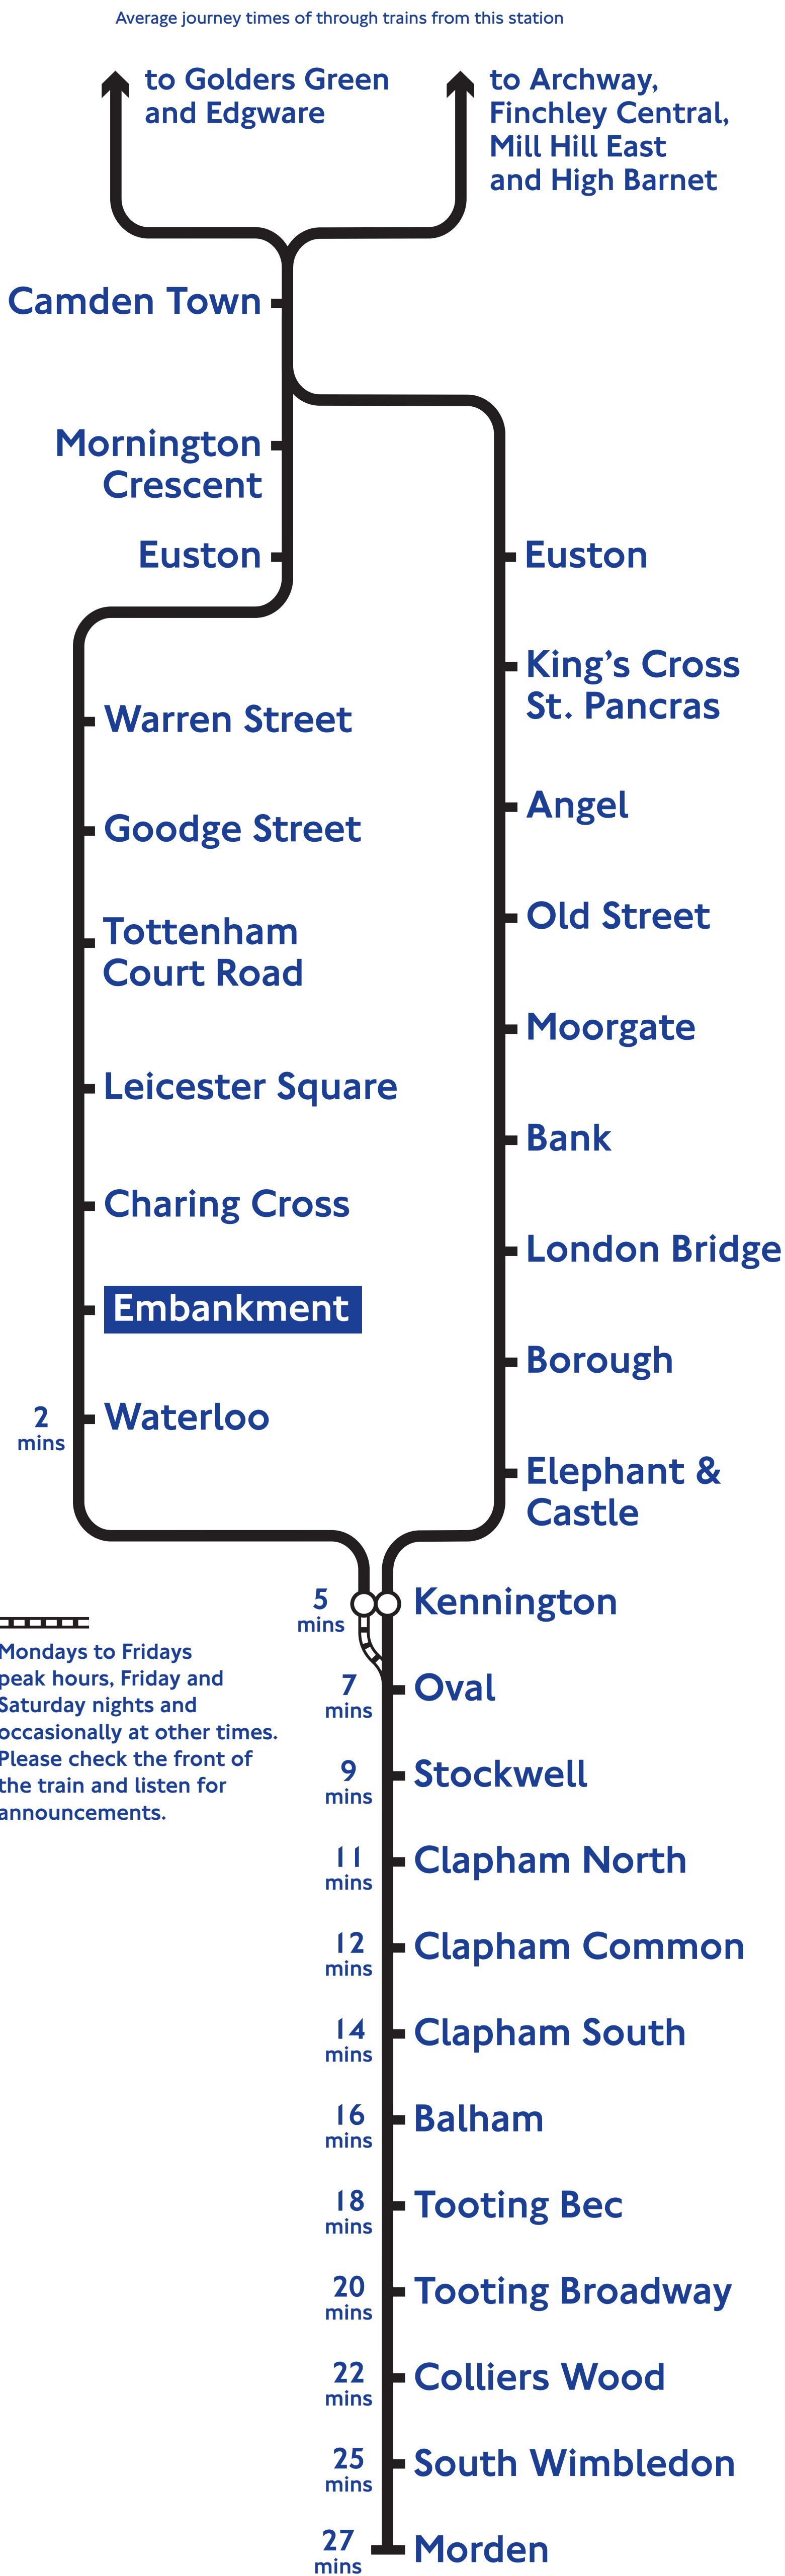 Average journey times of through trains from this station
to Golders Green
and Edgware
to Archway,
Finchley Central,
Mill Hill East
and High Barnet
Camden Town
Mornington
Crescent
Euston
Warren Street
Goodge Street
Tottenham
Court Road
Leicester Square
Charing Cross
Embankment
2
mins
Waterloo
Euston
King’s Cross
St. Pancras
Angel
Old Street
Moorgate
Bank
London Bridge
Borough
Elephant &
Castle
5
mins
Kennington
Mondays to Fridays
peak hours, Friday and
Saturday nights and
occasionally at other times.
Please check the front of
the train and listen for
announcements.
7
mins
Oval
9
mins
Stockwell
11
mins
Clapham North
12
mins
Clapham Common
14
mins
Clapham South
16
mins
Balham
18
mins
Tooting Bec
20
mins
Tooting Broadway
22
mins
Colliers Wood
25
mins
South Wimbledon
27
mins
Morden